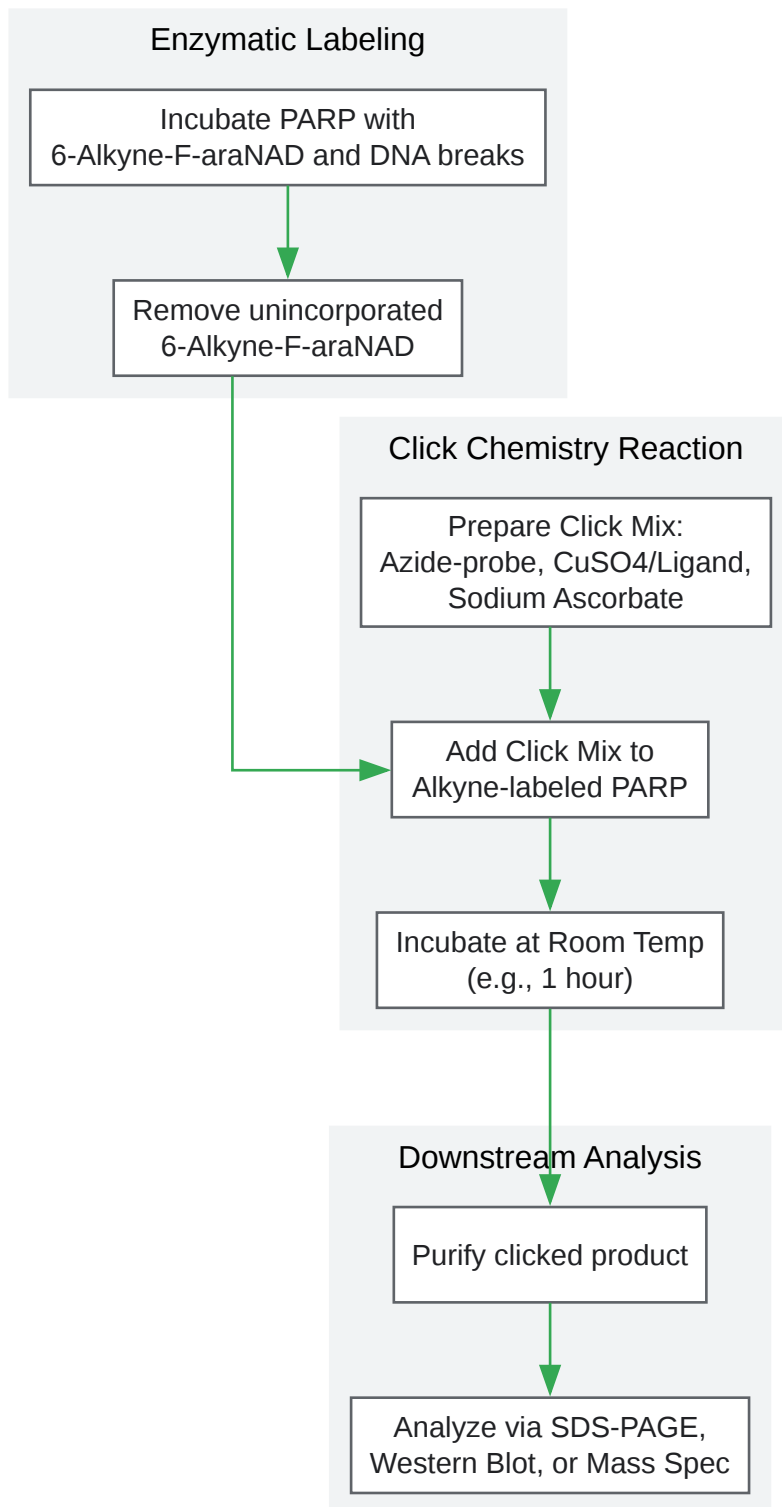 Enzymatic Labeling
Incubate PARP with
6-Alkyne-F-araNAD and DNA breaks
Remove unincorporated
6-Alkyne-F-araNAD
Click Chemistry Reaction
Prepare Click Mix:
Azide-probe, CuSO4/Ligand,
Sodium Ascorbate
Add Click Mix to
Alkyne-labeled PARP
Incubate at Room Temp
(e.g., 1 hour)
Downstream Analysis
Purify clicked product
Analyze via SDS-PAGE,
Western Blot, or Mass Spec